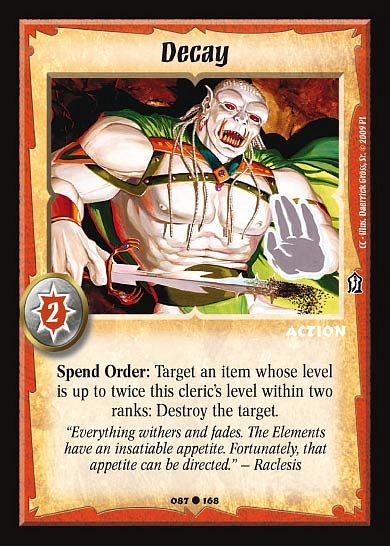 Decay
CC - Illus. Quarrick Gross, Sr. © 2009 P1
2
ACTION
Spend Order: Target an item whose level
is up to twice this cleric's level within two
ranks: Destroy the target.
“Everything withers and fades. The Elements
have an insatiable appetite. Fortunately, that
appetite can be directed.” – Raclesis
087 ● 168